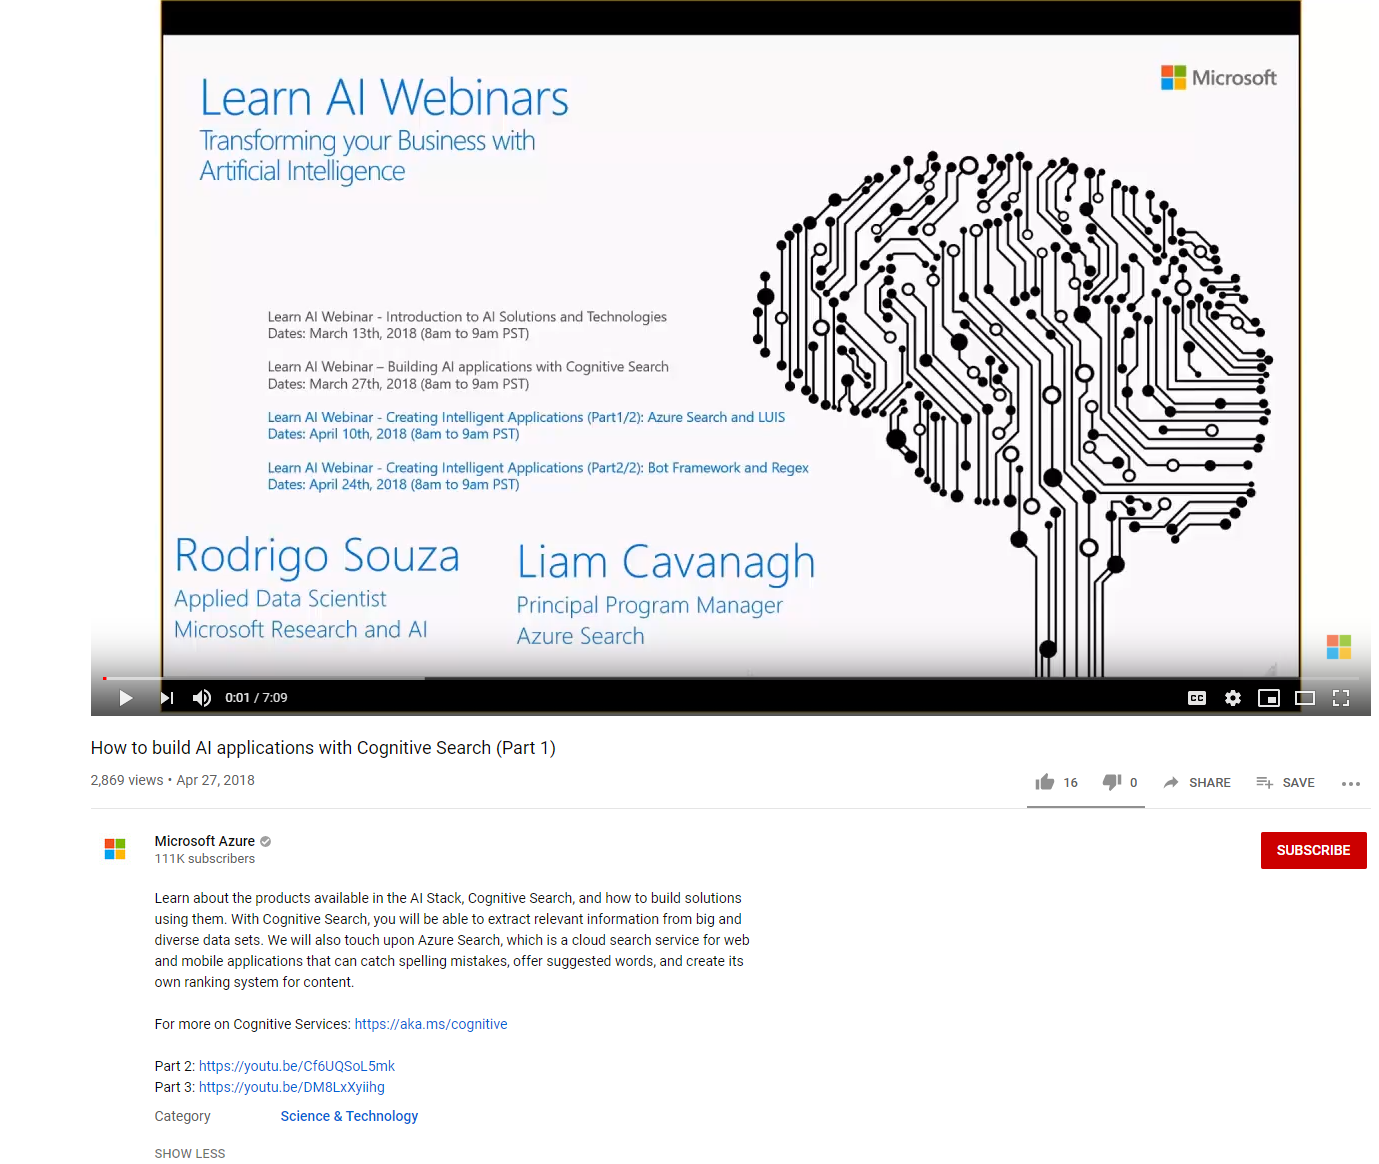 Learn AI Webinars
Microsoft
Transforming your Business with
Artificial Intelligence
Learn AI Webinar - Introduction to AI Solutions and Technologies
Dates: March 13th, 2018 (8am to 9am PST)
Learn AI Webinar – Building AI applications with Cognitive Search
Dates: March 27th, 2018 (8am to 9am PST)
Learn AI Webinar - Creating Intelligent Applications (Part1/2): Azure Search and LUIS
Dates: April 10th, 2018 (8am to 9am PST)
Learn AI Webinar - Creating Intelligent Applications (Part2/2): Bot Framework and Regex
Dates: April 24th, 2018 (8am to 9am PST)
Rodrigo Souza
Applied Data Scientist
Microsoft Research and AI
Liam Cavanagh
Principal Program Manager
Azure Search
0:01 / 7:09
CC
How to build AI applications with Cognitive Search (Part 1)
2,869 views • Apr 27, 2018
16 0 SHARE SAVE
Microsoft Azure
111K subscribers
SUBSCRIBE
Learn about the products available in the AI Stack, Cognitive Search, and how to build solutions
using them. With Cognitive Search, you will be able to extract relevant information from big and
diverse data sets. We will also touch upon Azure Search, which is a cloud search service for web
and mobile applications that can catch spelling mistakes, offer suggested words, and create its
own ranking system for content.
For more on Cognitive Services: https://aka.ms/cognitive
Part 2: https://youtu.be/Cf6UQSoL5mk
Part 3: https://youtu.be/DM8LxXyiihg
Category Science & Technology
SHOW LESS